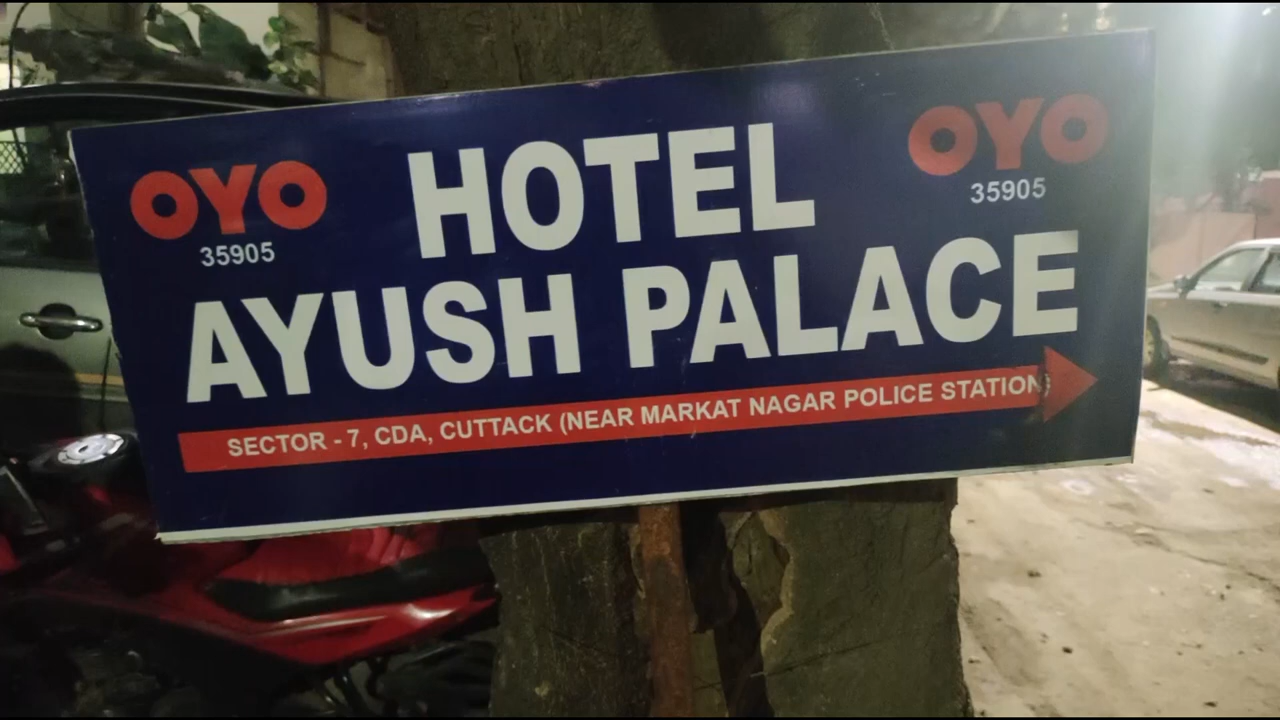 OYO
35905
HOTEL
OYO
35905
AYUSH PALACE
SECTOR - 7, CDA, CUTTACK (NEAR MARKAT NAGAR POLICE STATION)